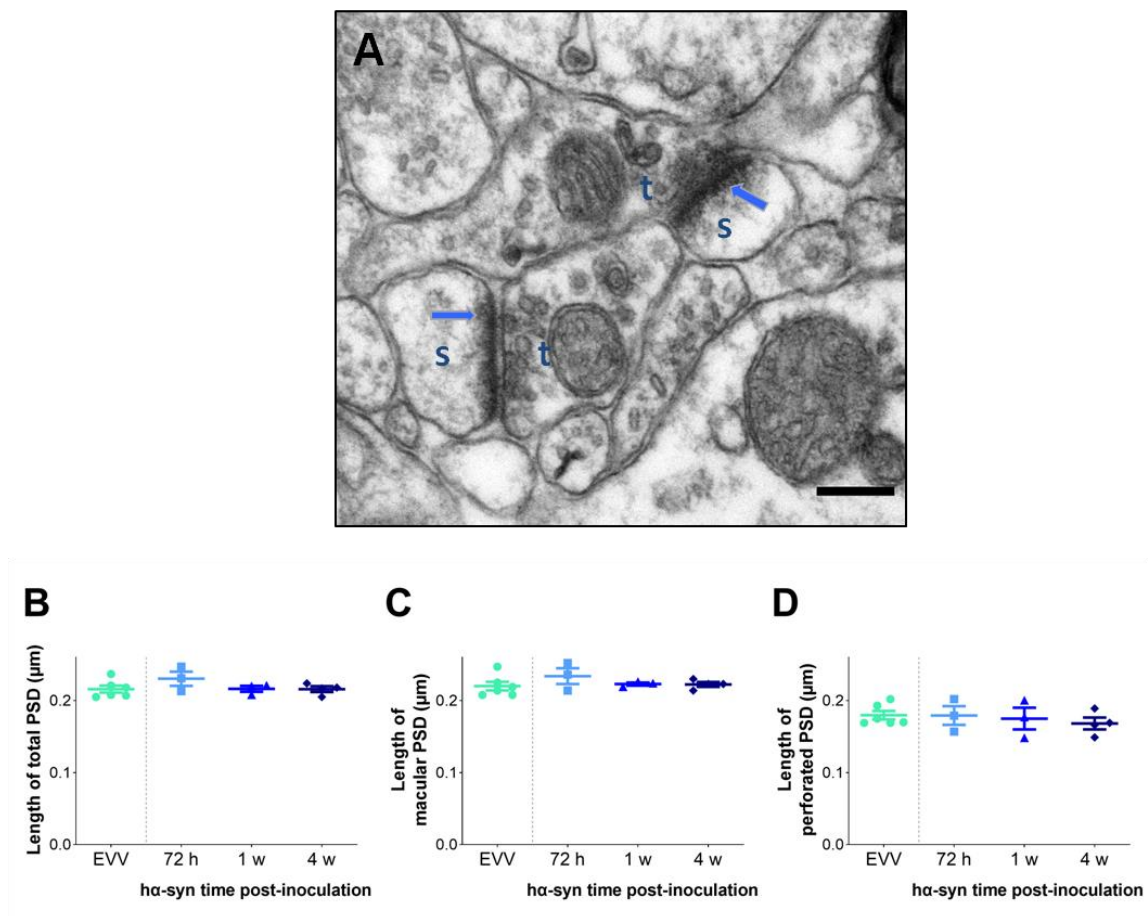 A
t
s
s
t
B
Length of total PSD (µm)
0.2
0.1
0.0
EVV 72 h 1 w 4 w
hα-syn time post-inoculation
C
Length of
macular PSD (µm)
0.2
0.1
0.0
EVV 72 h 1 w 4 w
hα-syn time post-inoculation
D
Length of
perforated PSD (µm)
0.2
0.1
0.0
EVV 72 h 1 w 4 w
hα-syn time post-inoculation